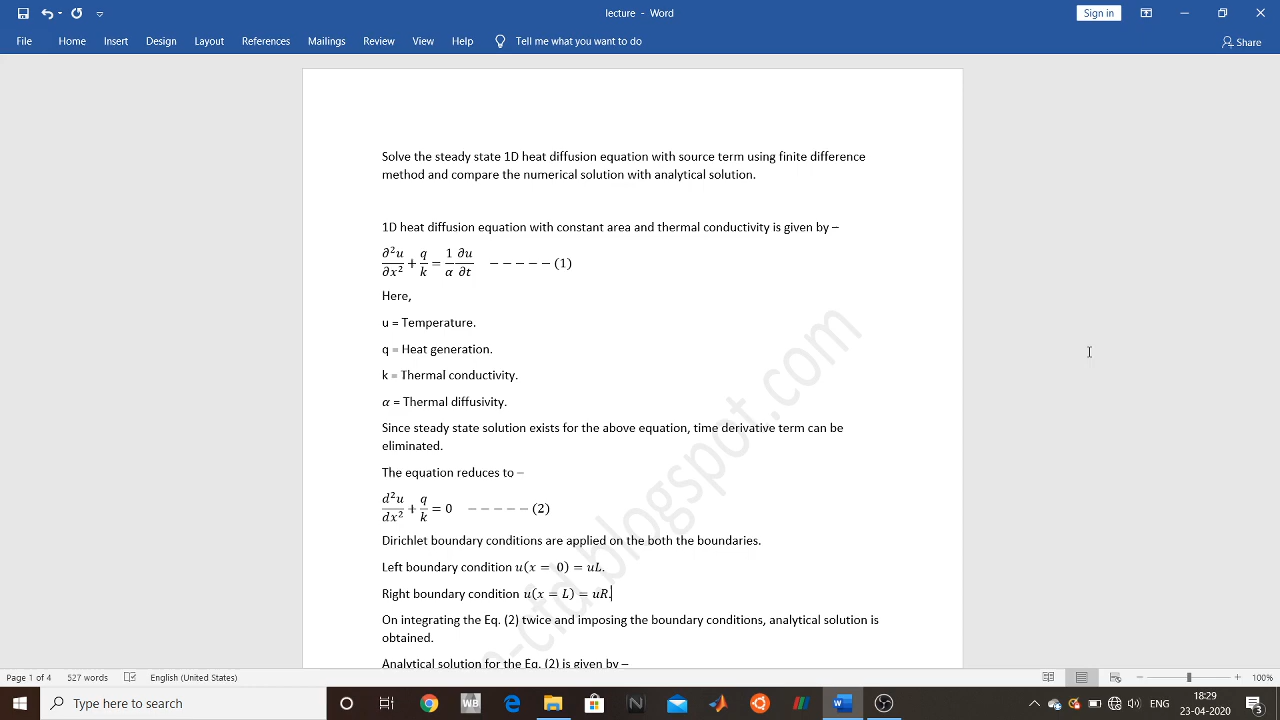 lecture - Word
Sign in
File Home Insert Design Layout References Mailings Review View Help Tell me what you want to do Share
Solve the steady state 1D heat diffusion equation with source term using finite difference
method and compare the numerical solution with analytical solution.
1D heat diffusion equation with constant area and thermal conductivity is given by –
∂²u/∂x² + q/k = 1/α ∂u/∂t − − − − − (1)
Here,
u = Temperature.
q = Heat generation.
k = Thermal conductivity.
α = Thermal diffusivity.
Since steady state solution exists for the above equation, time derivative term can be
eliminated.
The equation reduces to –
d²u/dx² + q/k = 0 − − − − − (2)
Dirichlet boundary conditions are applied on the both the boundaries.
Left boundary condition u(x = 0) = uL.
Right boundary condition u(x = L) = uR.
On integrating the Eq. (2) twice and imposing the boundary conditions, analytical solution is
obtained.
Analytical solution for the Eq. (2) is given by –
-cfd.blogspot.com
Page 1 of 4 527 words English (United States) 100%
Type here to search
WB
N
W
ENG
18:29
23-04-2020
3